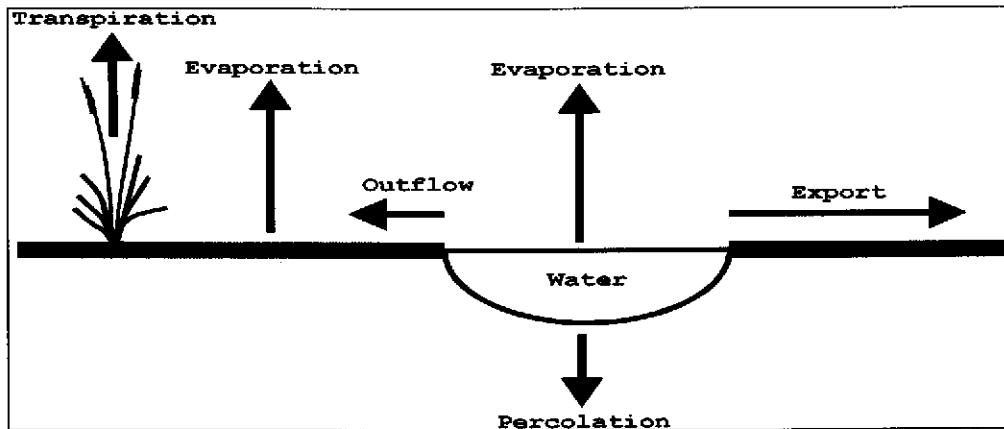 Transpiration
Evaporation
Evaporation
Outflow
Export
Water
Percolation